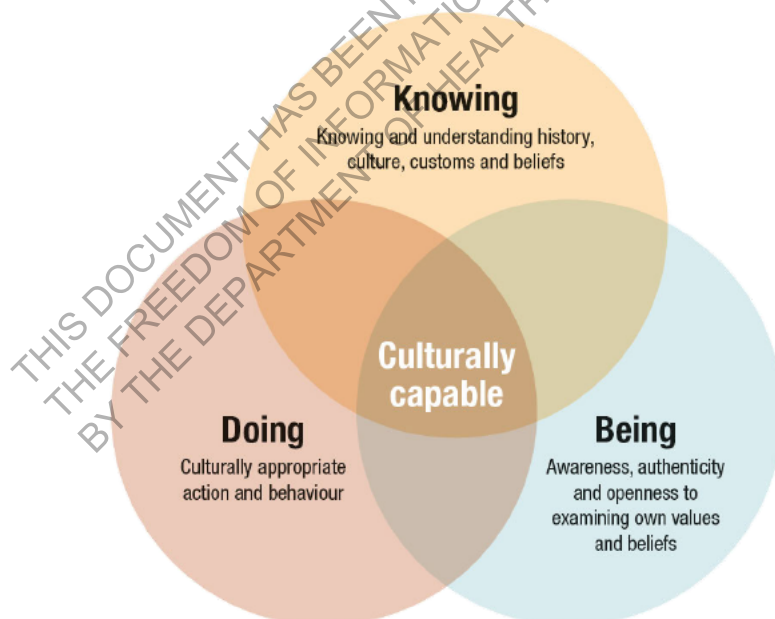 THIS DOCUMENT HAS BEEN
THE FREEDOM OF INFORMATIO
BY THE DEPARTMENT OF HEALTH
Knowing
Knowing and understanding history,
culture, customs and beliefs
Culturally
capable
Doing
Culturally appropriate
action and behaviour
Being
Awareness, authenticity
and openness to
examining own values
and beliefs